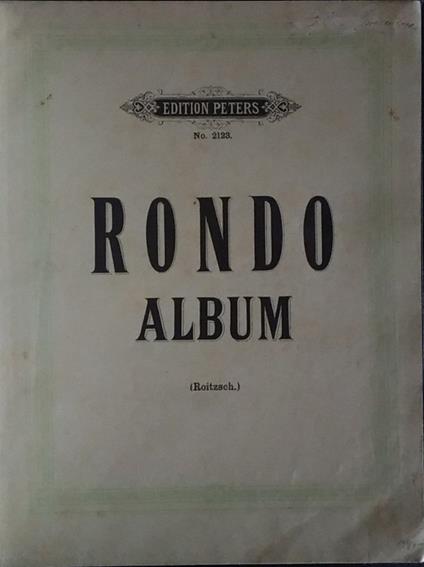 EDITION PETERS
No. 2123.
RONDO
ALBUM
(Roitzsch.)